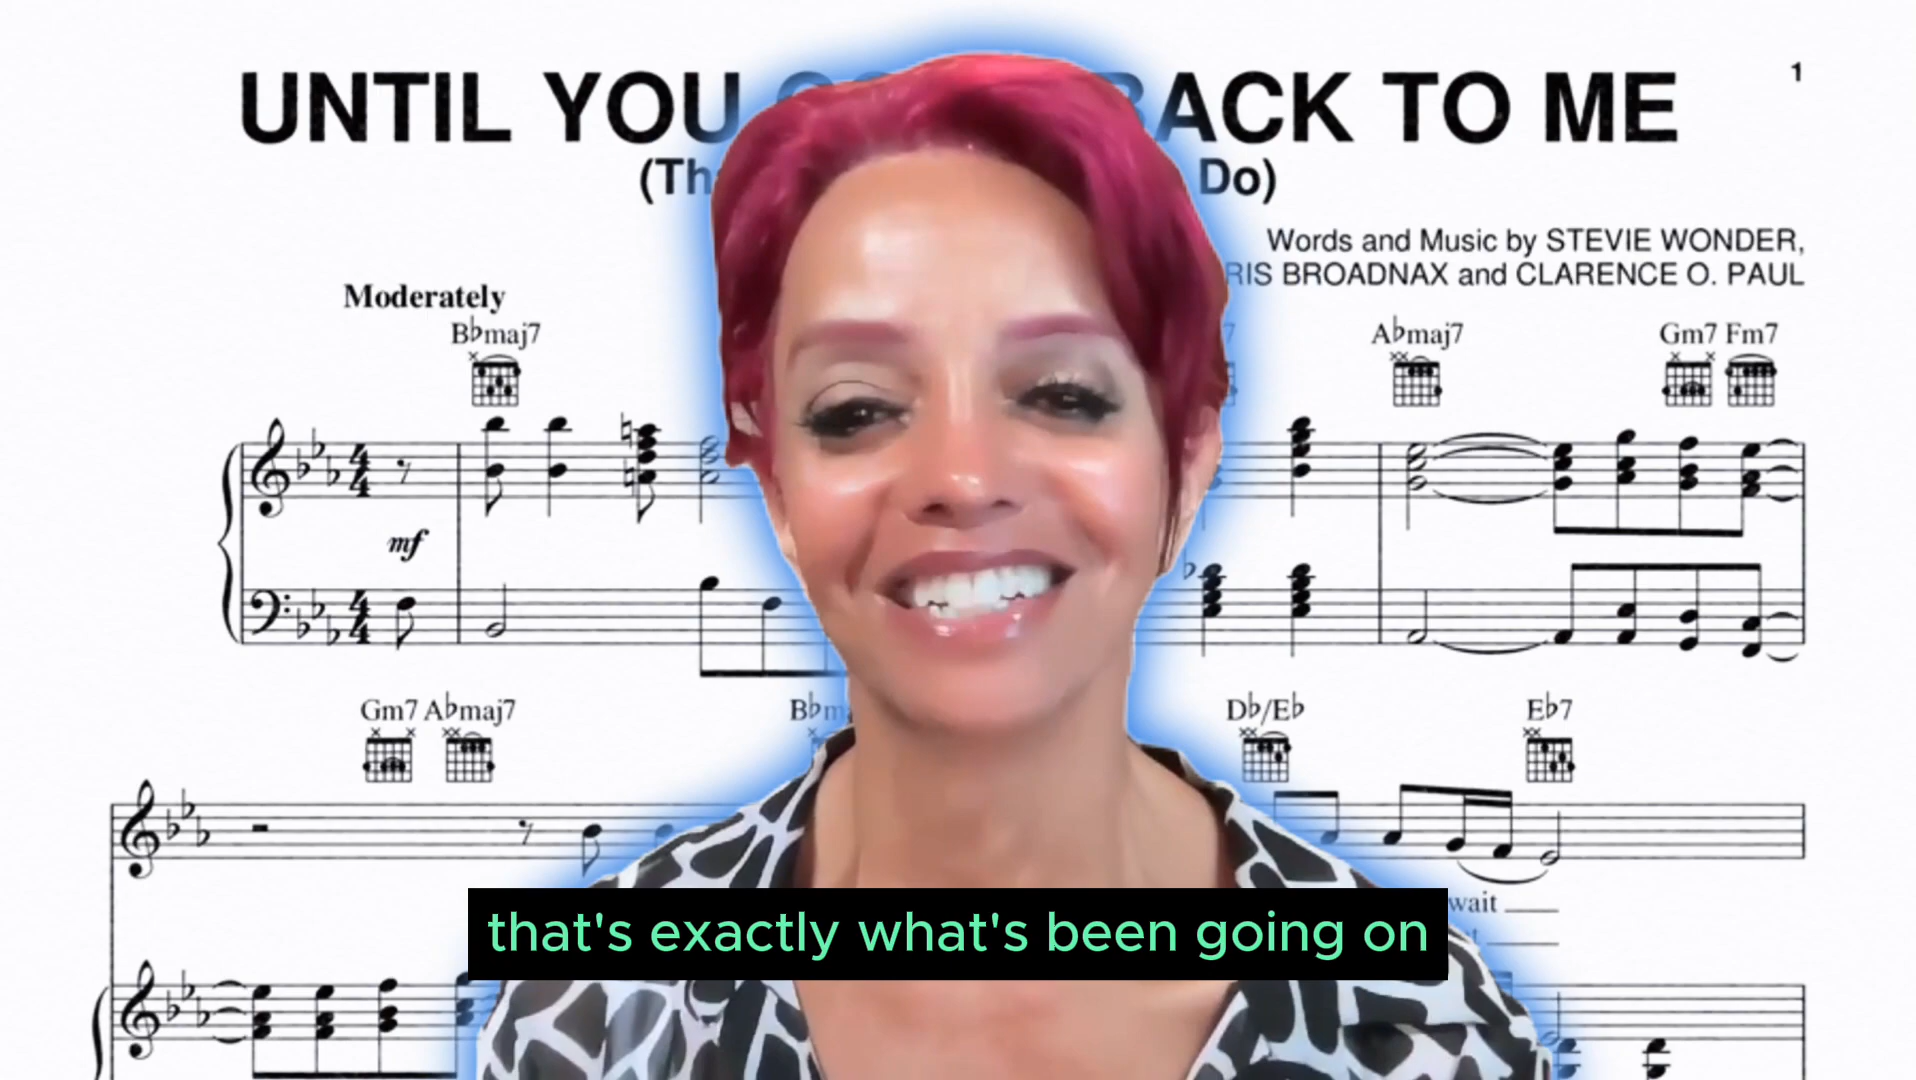 1
UNTIL YOU BACK TO ME
(Th Do)
Words and Music by STEVIE WONDER,
RIS BROADNAX and CLARENCE O. PAUL
Moderately
B♭maj7 A♭maj7 Gm7 Fm7
mf
Gm7 A♭maj7 B♭m D♭/E♭ E♭7
wait
that's exactly what's been going on